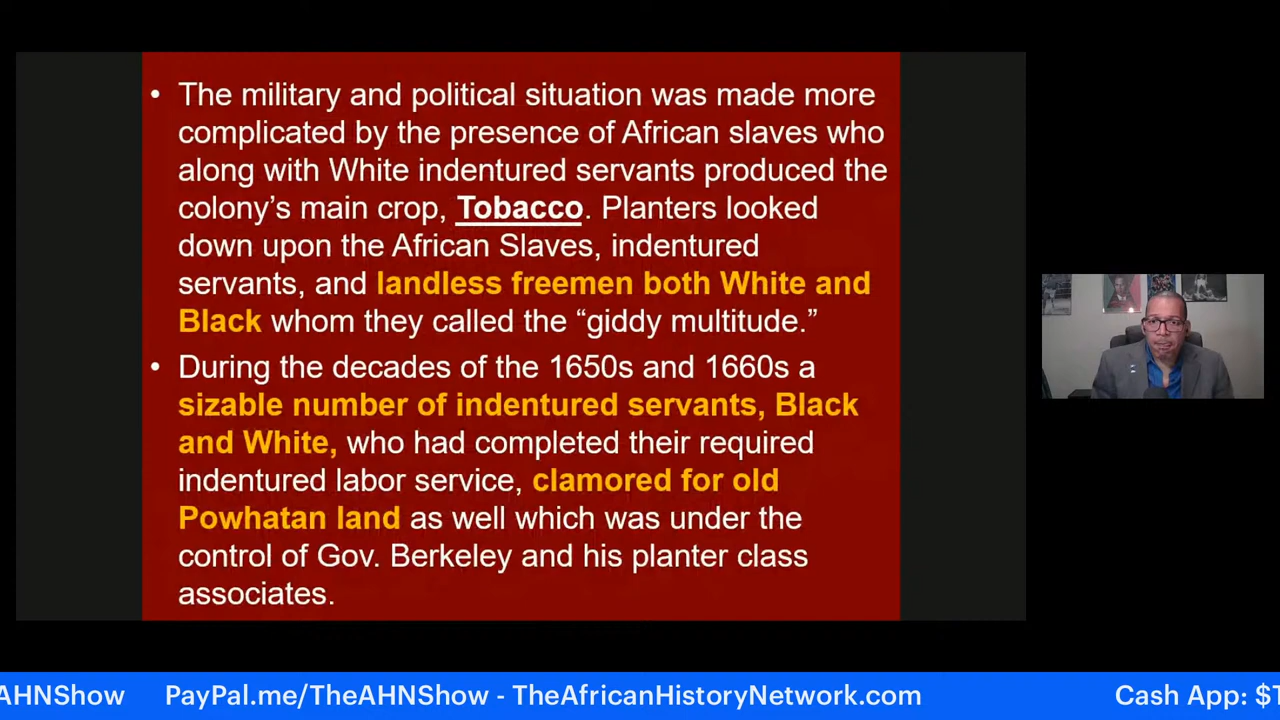 • The military and political situation was made more
complicated by the presence of African slaves who
along with White indentured servants produced the
colony’s main crop, Tobacco. Planters looked
down upon the African Slaves, indentured
servants, and landless freemen both White and
Black whom they called the “giddy multitude.”
• During the decades of the 1650s and 1660s a
sizable number of indentured servants, Black
and White, who had completed their required
indentured labor service, clamored for old
Powhatan land as well which was under the
control of Gov. Berkeley and his planter class
associates.
AHNShow PayPal.me/TheAHNShow - TheAfricanHistoryNetwork.com Cash App: $T